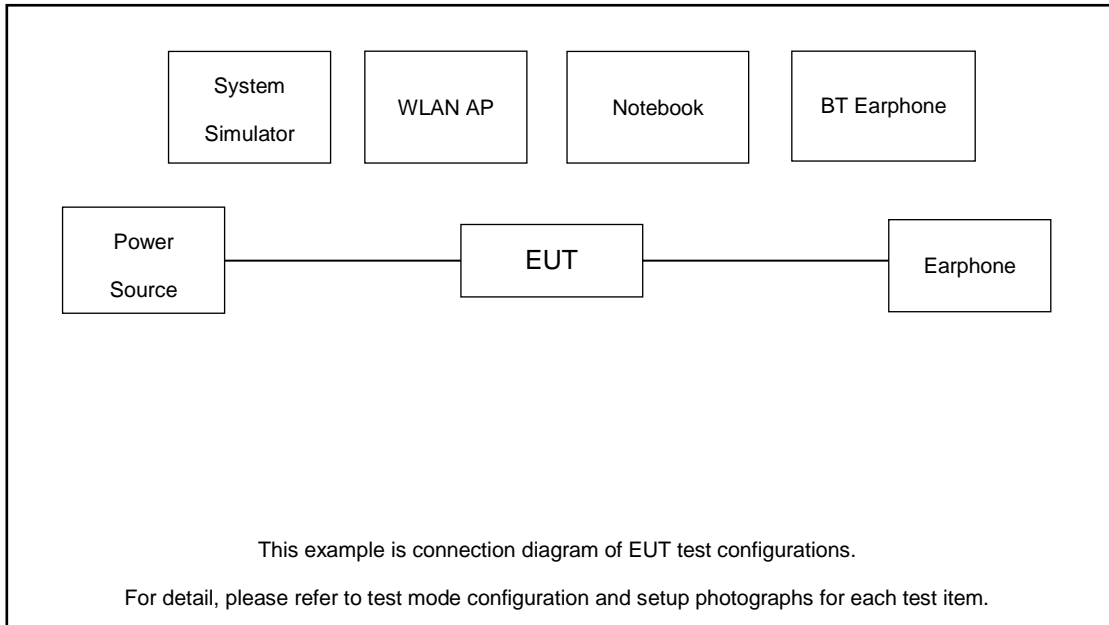 System
Simulator
WLAN AP
Notebook
BT Earphone
Power
Source
EUT
Earphone
This example is connection diagram of EUT test configurations.
For detail, please refer to test mode configuration and setup photographs for each test item.